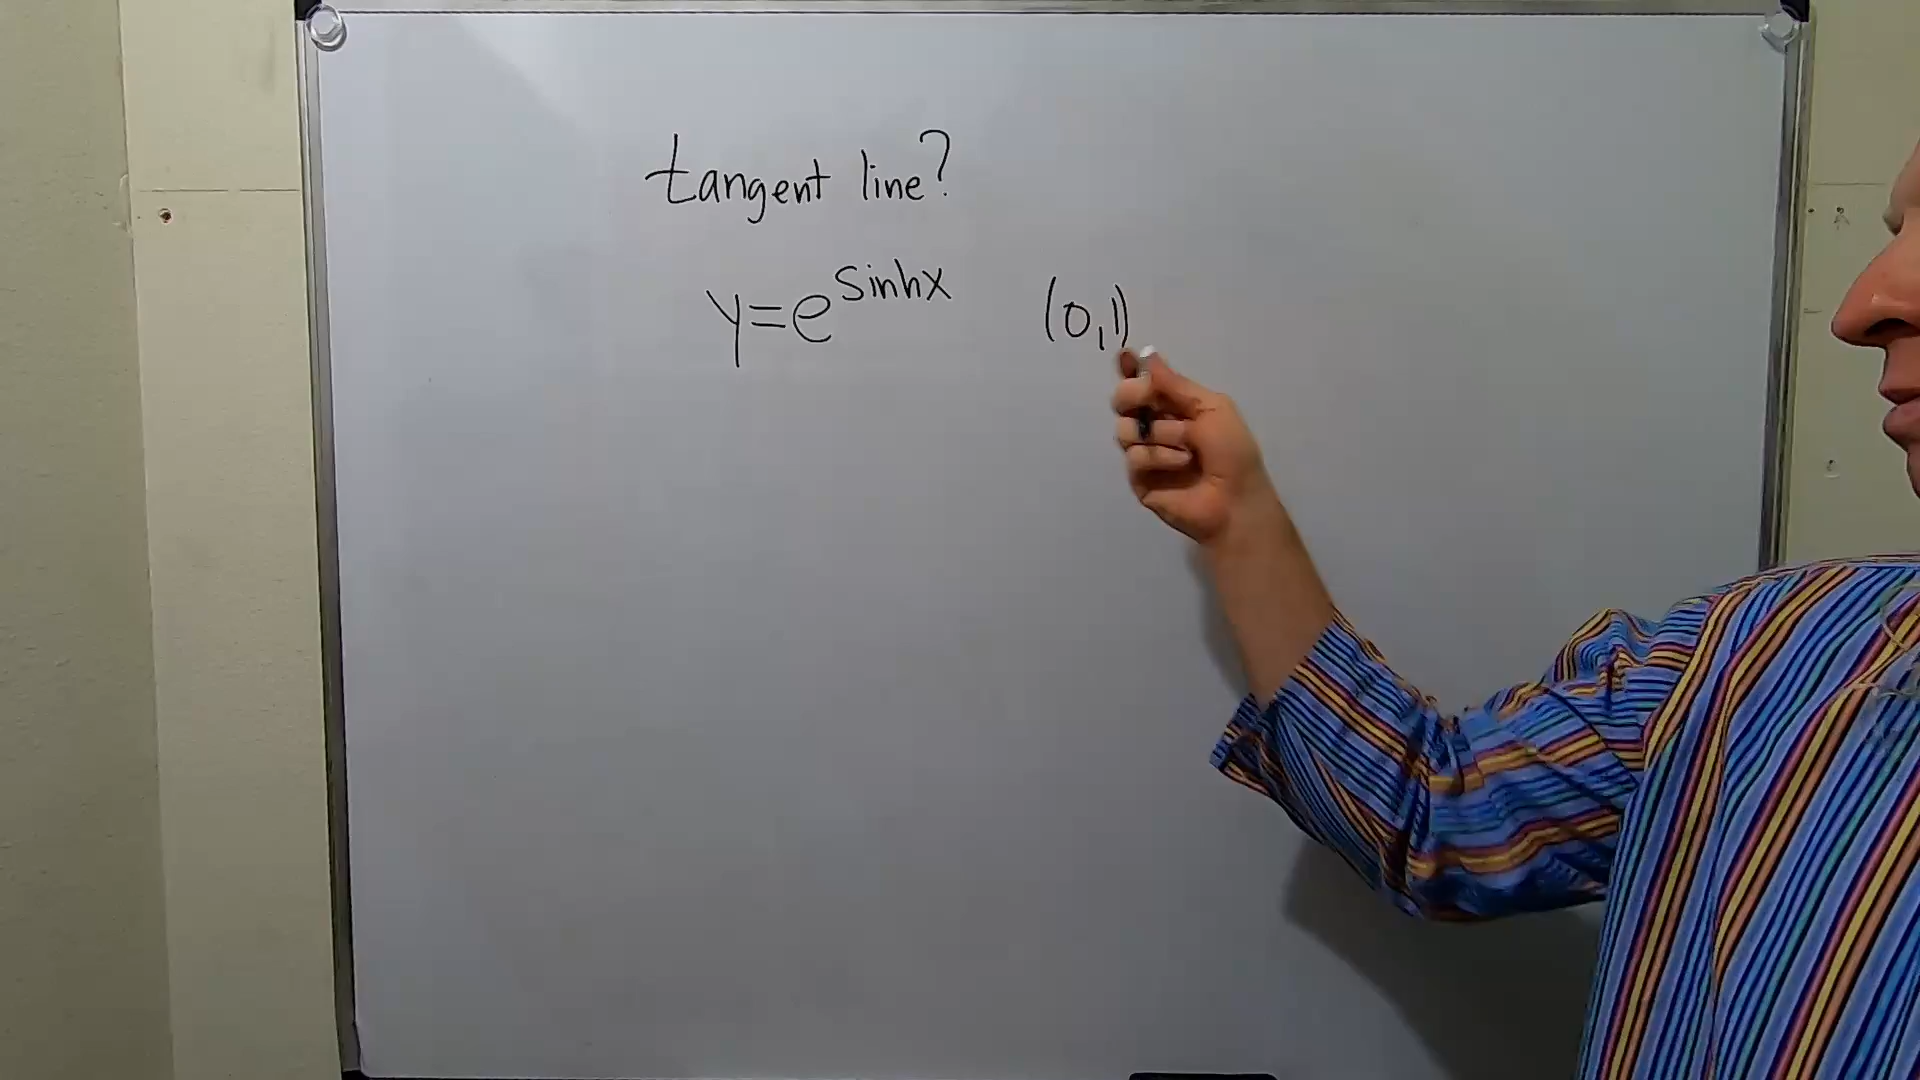 tangent line?
y=e^sinhx (0,1)